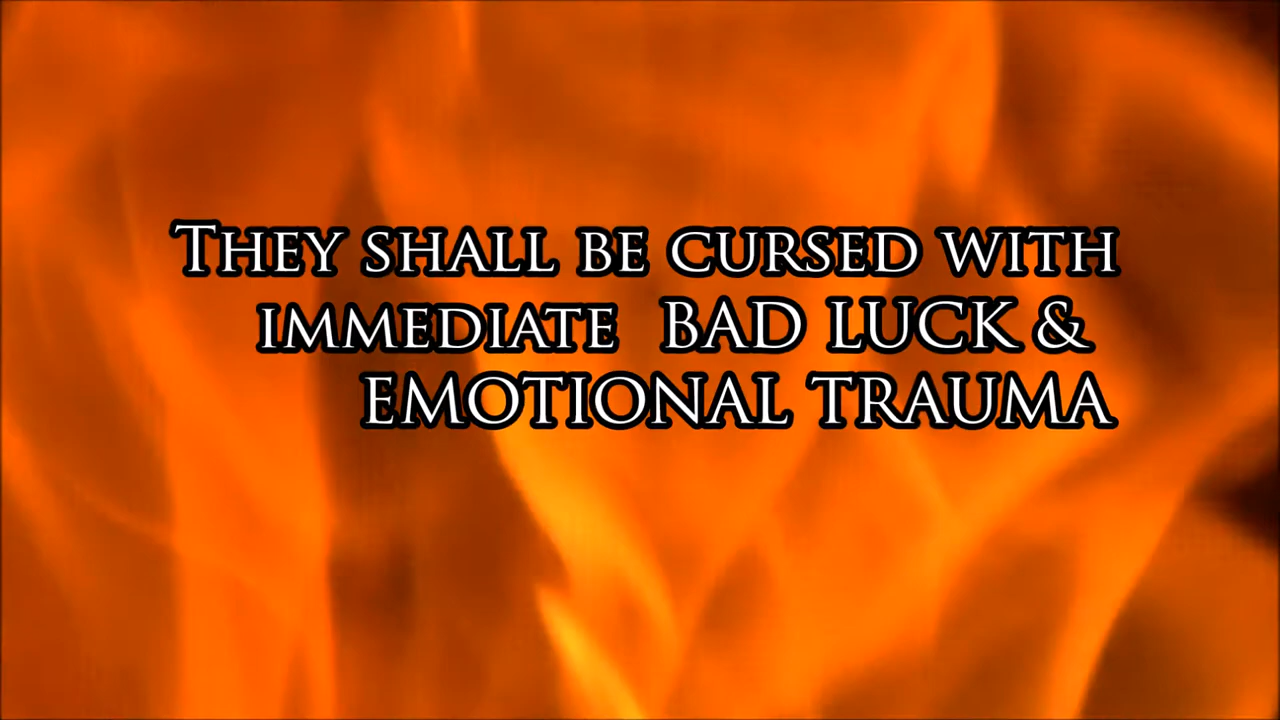 They shall be cursed with
immediate BAD LUCK &
EMOTIONAL TRAUMA